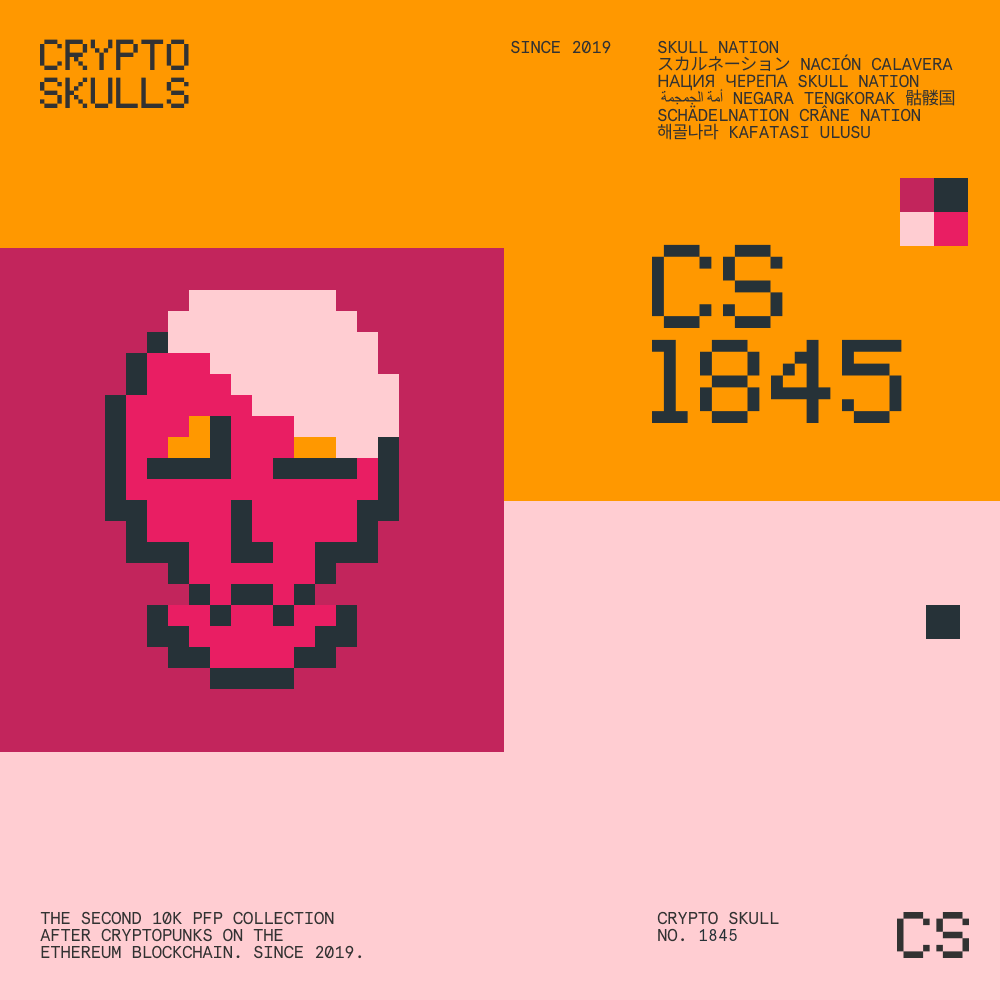 CRYPTO
SKULLS
SINCE 2019
SKULL NATION
スカルネーション NACIÓN CALAVERA
НАЦИЯ ЧЕРЕПА SKULL NATION
أمة الجمجمة NEGARA TENGKORAK 骷髅国
SCHÄDELNATION CRÂNE NATION
해골나라 KAFATASI ULUSU
CS
1845
THE SECOND 10K PFP COLLECTION
AFTER CRYPTOPUNKS ON THE
ETHEREUM BLOCKCHAIN. SINCE 2019.
CRYPTO SKULL
NO. 1845
CS